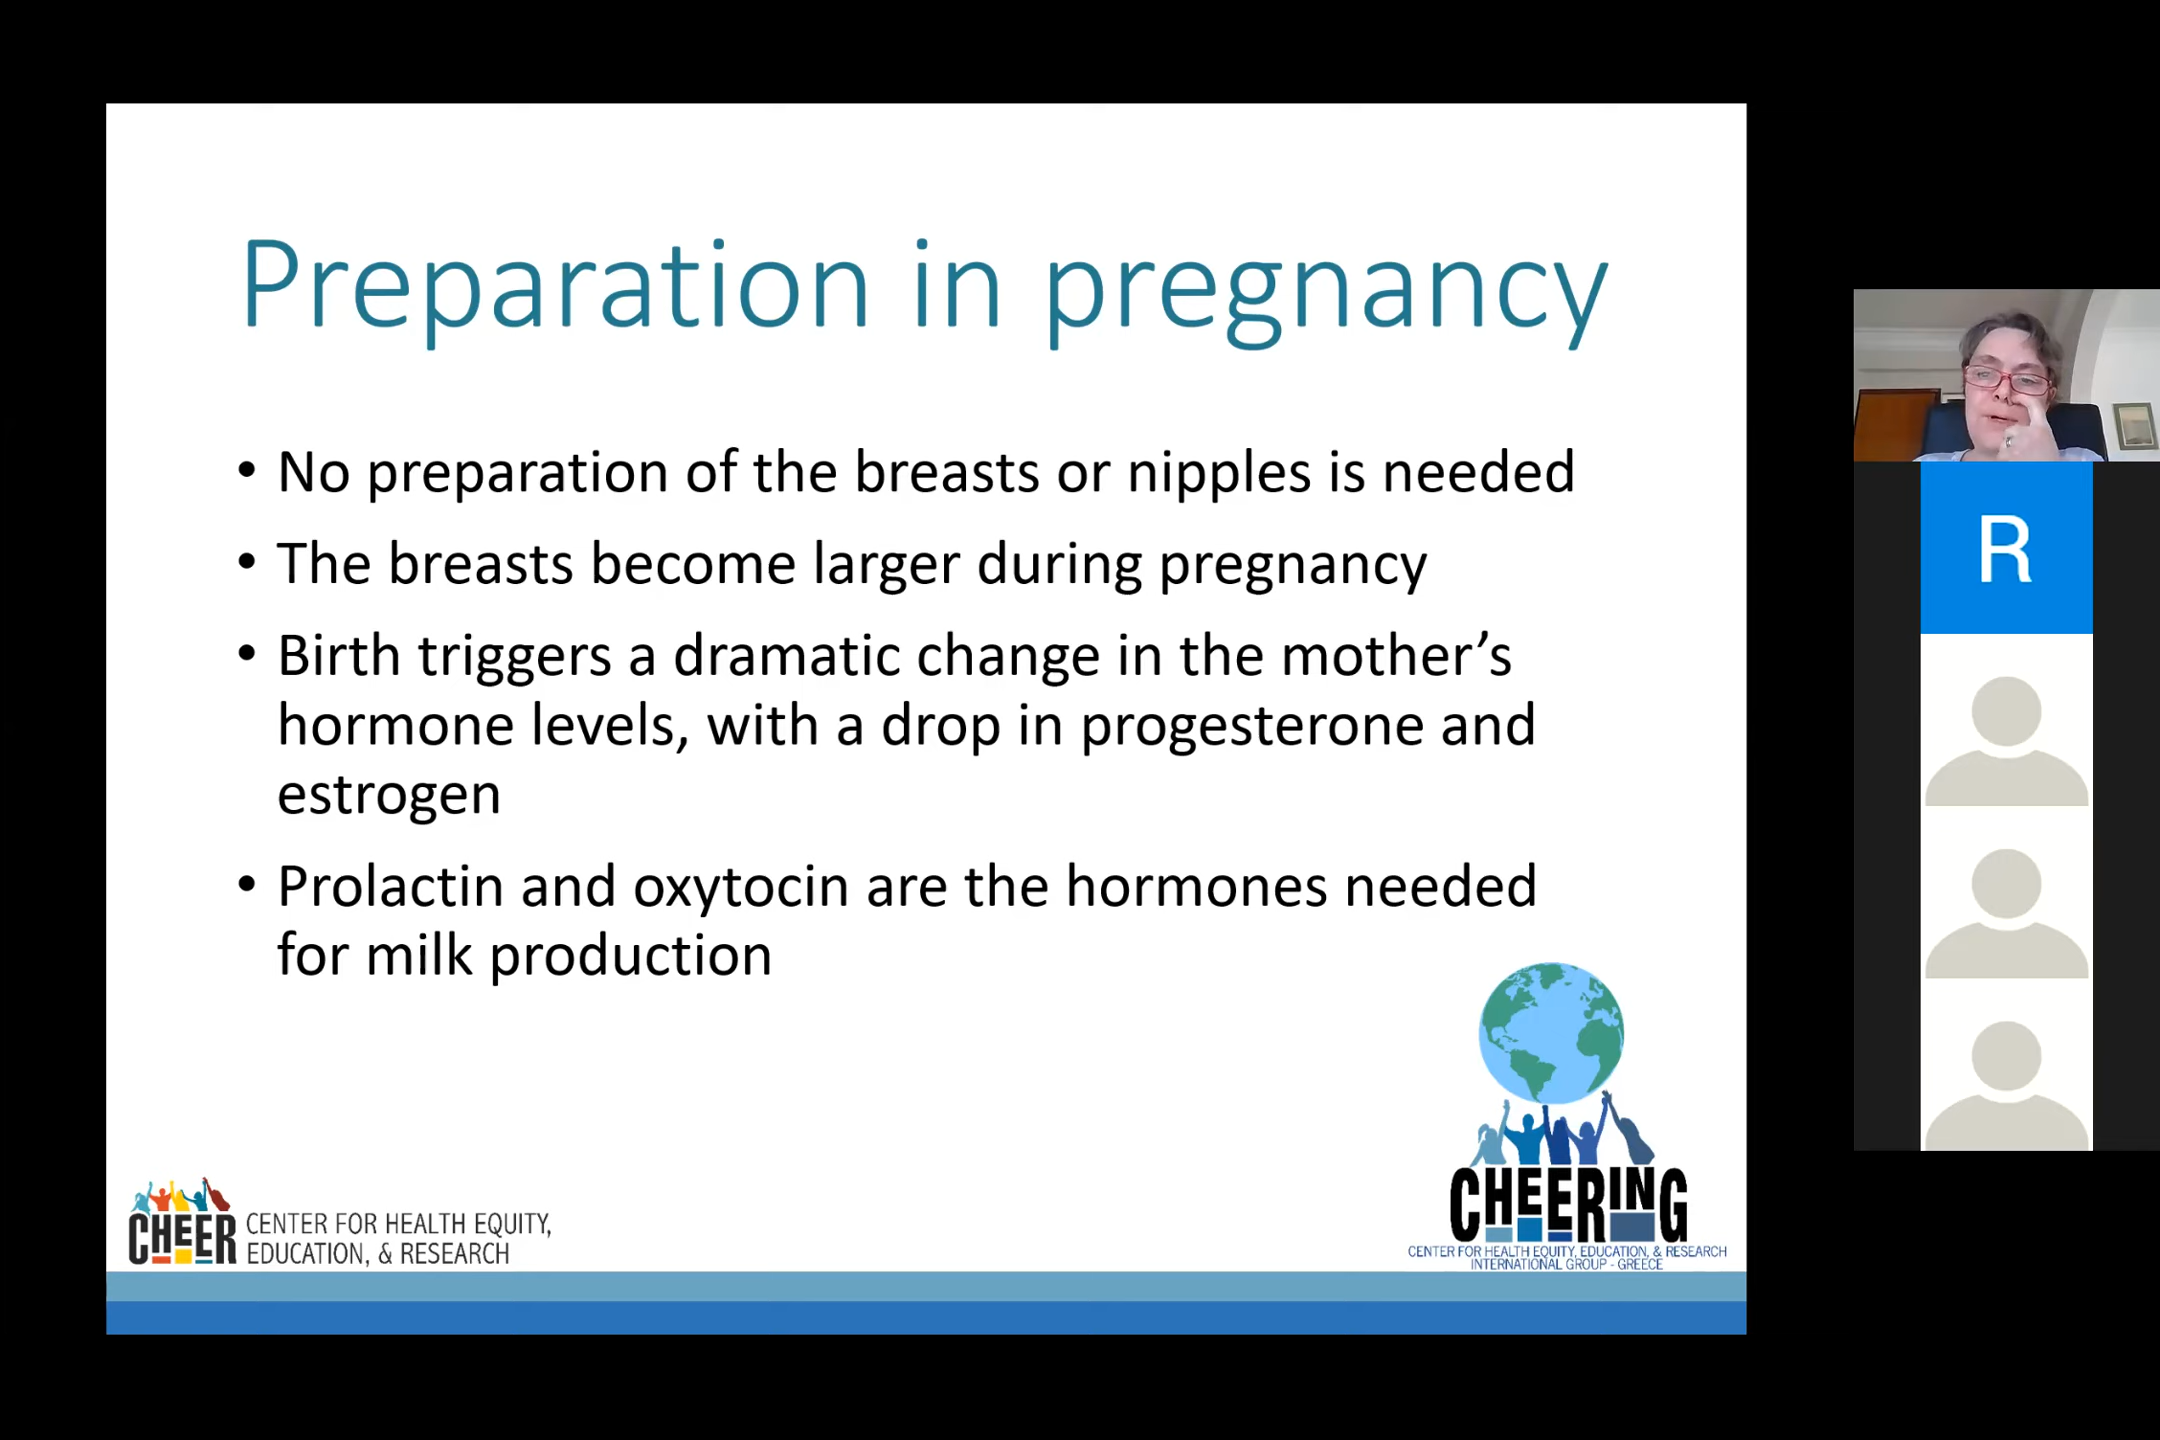 Preparation in pregnancy
• No preparation of the breasts or nipples is needed
• The breasts become larger during pregnancy
• Birth triggers a dramatic change in the mother’s
hormone levels, with a drop in progesterone and
estrogen
• Prolactin and oxytocin are the hormones needed
for milk production
CHEER
CENTER FOR HEALTH EQUITY,
EDUCATION, & RESEARCH
CHEERING
CENTER FOR HEALTH EQUITY, EDUCATION, & RESEARCH
INTERNATIONAL GROUP - GREECE
R